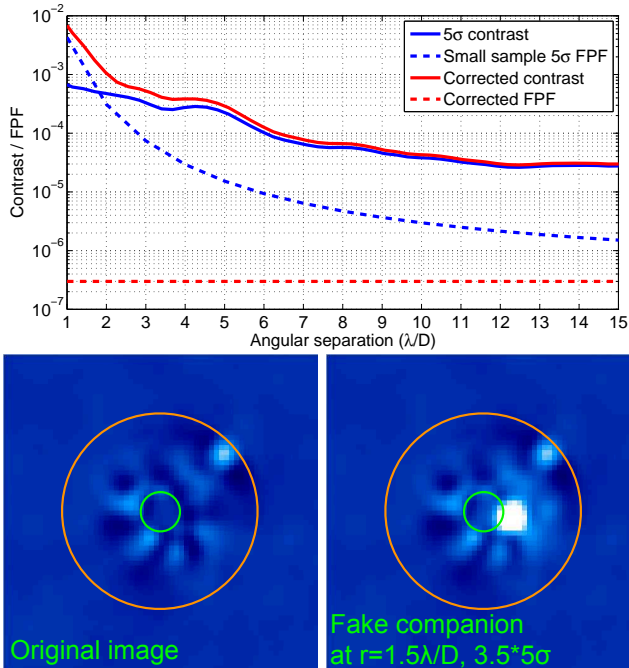 10⁻²
10⁻³
10⁻⁴
10⁻⁵
10⁻⁶
10⁻⁷
Contrast / FPF
5σ contrast
Small sample 5σ FPF
Corrected contrast
Corrected FPF
1 2 3 4 5 6 7 8 9 10 11 12 13 14 15
Angular separation (λ/D)
Original image
Fake companion
at r=1.5λ/D, 3.5*5σ